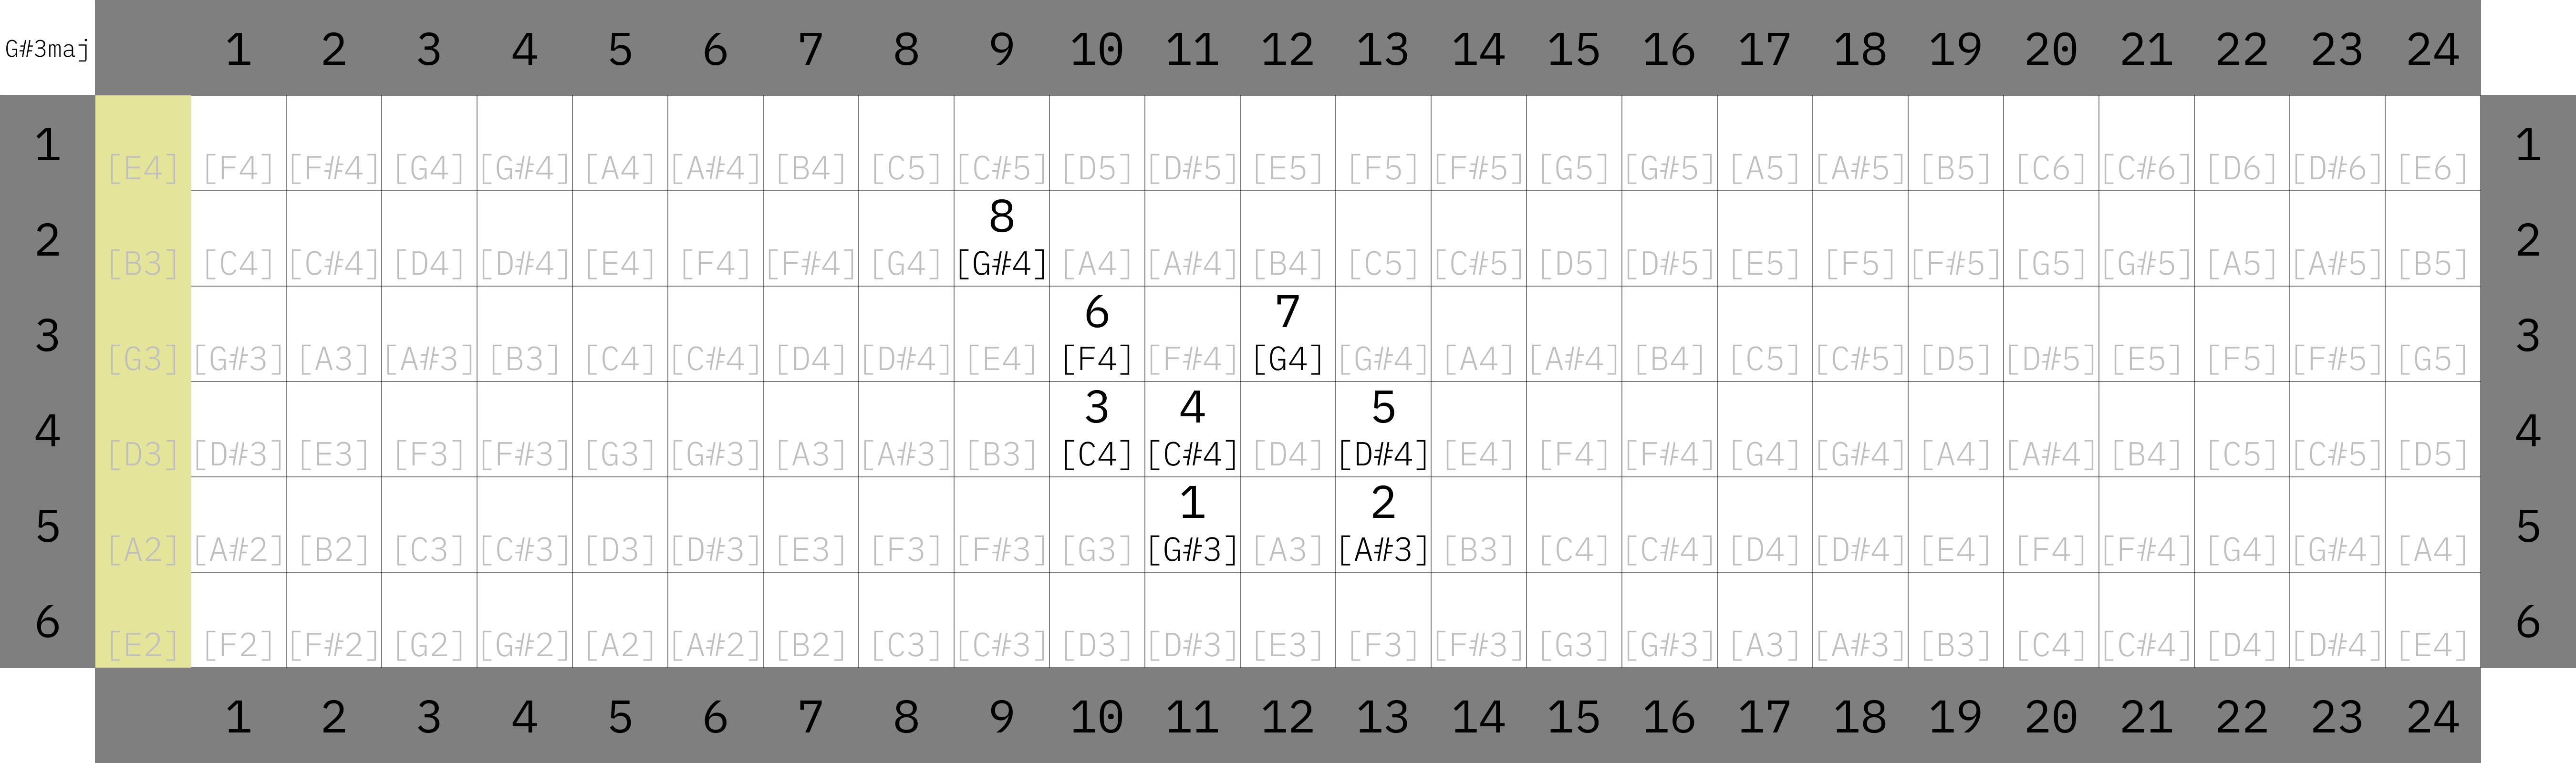 G#3maj 1 2 3 4 5 6 7 8 9 10 11 12 13 14 15 16 17 18 19 20 21 22 23 24
1 [E4] [F4] [F#4] [G4] [G#4] [A4] [A#4] [B4] [C5] [C#5] [D5] [D#5] [E5] [F5] [F#5] [G5] [G#5] [A5] [A#5] [B5] [C6] [C#6] [D6] [D#6] [E6] 1
8
2 [B3] [C4] [C#4] [D4] [D#4] [E4] [F4] [F#4] [G4] [G#4] [A4] [A#4] [B4] [C5] [C#5] [D5] [D#5] [E5] [F5] [F#5] [G5] [G#5] [A5] [A#5] [B5] 2
6 7
3 [G3] [G#3] [A3] [A#3] [B3] [C4] [C#4] [D4] [D#4] [E4] [F4] [F#4] [G4] [G#4] [A4] [A#4] [B4] [C5] [C#5] [D5] [D#5] [E5] [F5] [F#5] [G5] 3
3 4 5
4 [D3] [D#3] [E3] [F3] [F#3] [G3] [G#3] [A3] [A#3] [B3] [C4] [C#4] [D4] [D#4] [E4] [F4] [F#4] [G4] [G#4] [A4] [A#4] [B4] [C5] [C#5] [D5] 4
1 2
5 [A2] [A#2] [B2] [C3] [C#3] [D3] [D#3] [E3] [F3] [F#3] [G3] [G#3] [A3] [A#3] [B3] [C4] [C#4] [D4] [D#4] [E4] [F4] [F#4] [G4] [G#4] [A4] 5
6 [E2] [F2] [F#2] [G2] [G#2] [A2] [A#2] [B2] [C3] [C#3] [D3] [D#3] [E3] [F3] [F#3] [G3] [G#3] [A3] [A#3] [B3] [C4] [C#4] [D4] [D#4] [E4] 6
1 2 3 4 5 6 7 8 9 10 11 12 13 14 15 16 17 18 19 20 21 22 23 24